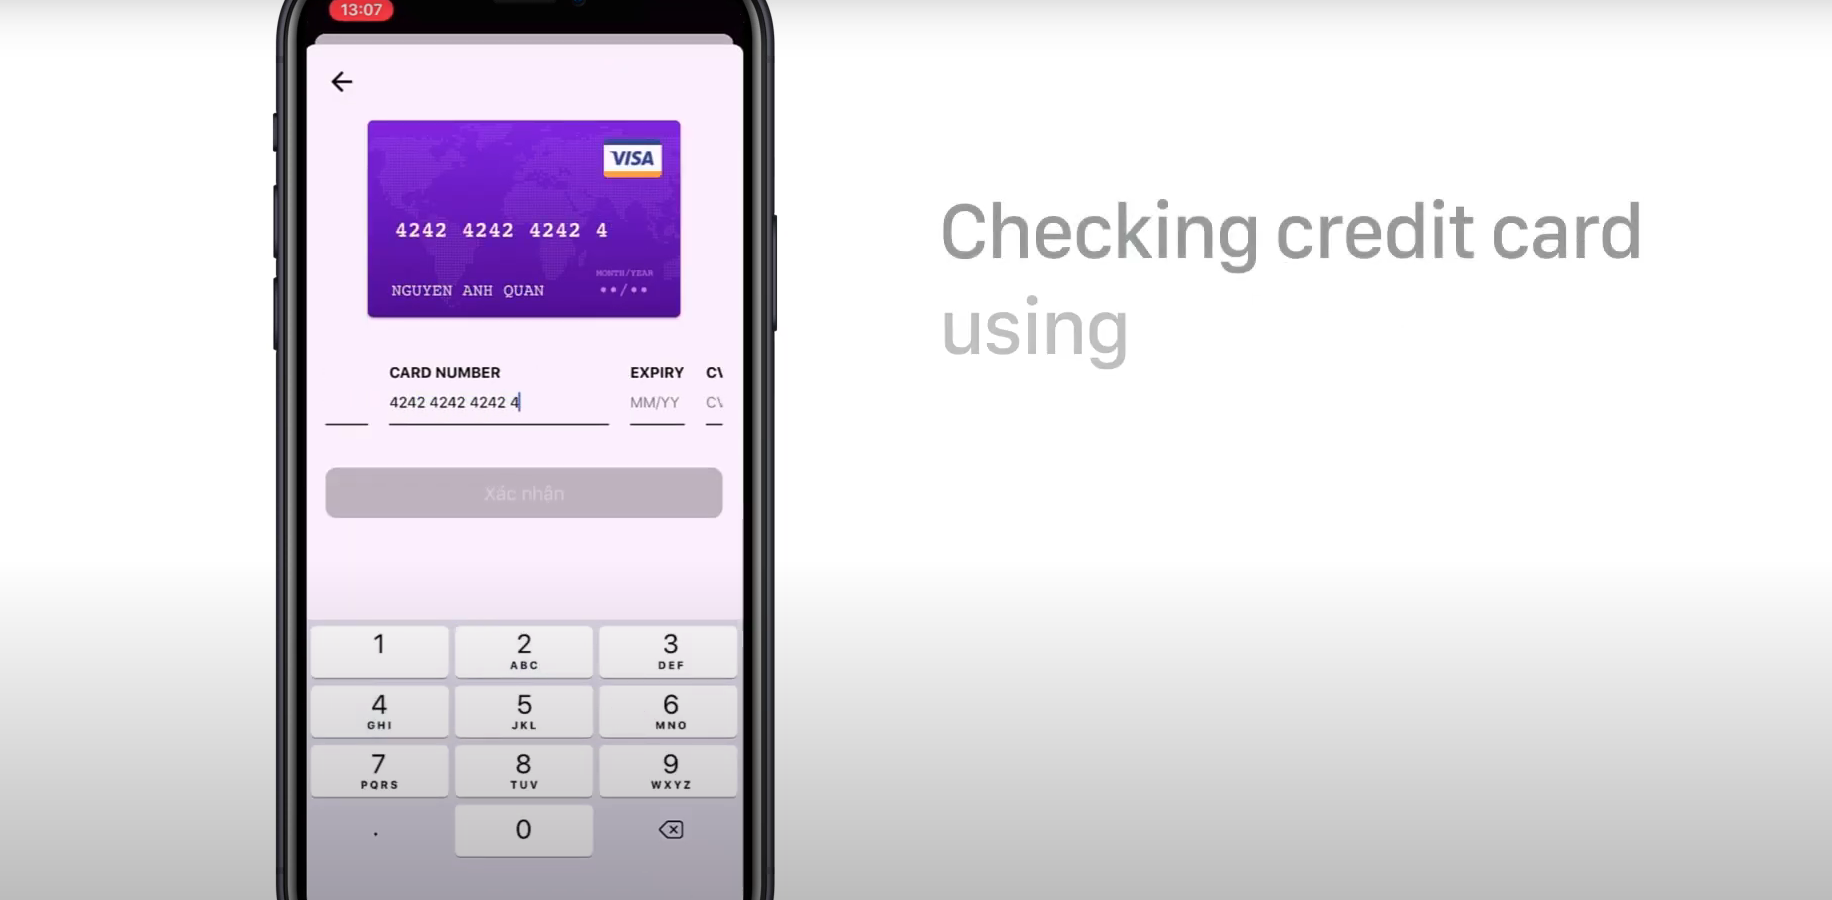 13:07
VISA
4242 4242 4242 4
MONTH/YEAR
NGUYEN ANH QUAN ••/••
CARD NUMBER EXPIRY CV
4242 4242 4242 4 MM/YY CV
Xác nhận
1 2 3
ABC DEF
4 5 6
GHI JKL MNO
7 8 9
PQRS TUV WXYZ
. 0
Checking credit card
using